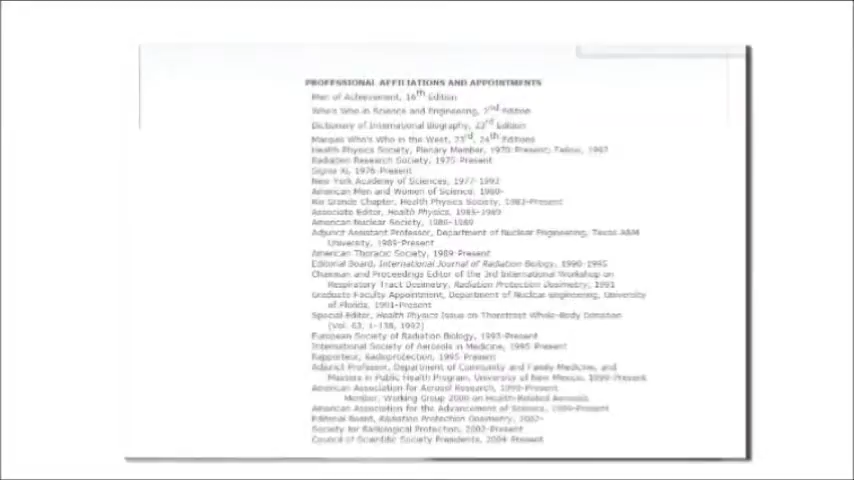 PROFESSIONAL AFFILIATIONS AND APPOINTMENTS
Men of Achievement, 16th Edition
Who's Who in Science and Engineering, 2nd Edition
Dictionary of International Biography, 23rd Edition
Marquis Who's Who in the West, 23rd, 24th Editions
Health Physics Society, Plenary Member, 1970-Present; Fellow, 1992
Radiation Research Society, 1975-Present
Sigma Xi, 1976-Present
New York Academy of Sciences, 1977-1992
American Men and Women of Science, 1980-
Rio Grande Chapter, Health Physics Society, 1983-Present
Associate Editor, Health Physics, 1985-1989
American Nuclear Society, 1986-1989
Adjunct Assistant Professor, Department of Nuclear Engineering, Texas A&M
University, 1989-Present
American Thoracic Society, 1989-Present
Editorial Board, International Journal of Radiation Biology, 1990-1995
Chairman and Proceedings Editor of the 3rd International Workshop on
Respiratory Tract Dosimetry, Radiation Protection Dosimetry, 1991
Graduate Faculty Appointment, Department of Nuclear Engineering, University
of Florida, 1991-Present
Special Editor, Health Physics Issue on Thorotrast Whole-Body Donation
(Vol. 63, 1-138, 1992)
European Society of Radiation Biology, 1993-Present
International Society of Aerosols in Medicine, 1995-Present
Rapporteur, Radioprotection, 1995-Present
Adjunct Professor, Department of Community and Family Medicine, and
Masters in Public Health Program, University of New Mexico, 1999-Present
American Association for Aerosol Research, 1999-Present
Member, Working Group 2000 on Health-Related Aerosols
American Association for the Advancement of Science, 1999-Present
Editorial Board, Radiation Protection Dosimetry, 2002-
Society for Radiological Protection, 2002-Present
Council of Scientific Society Presidents, 2004-Present